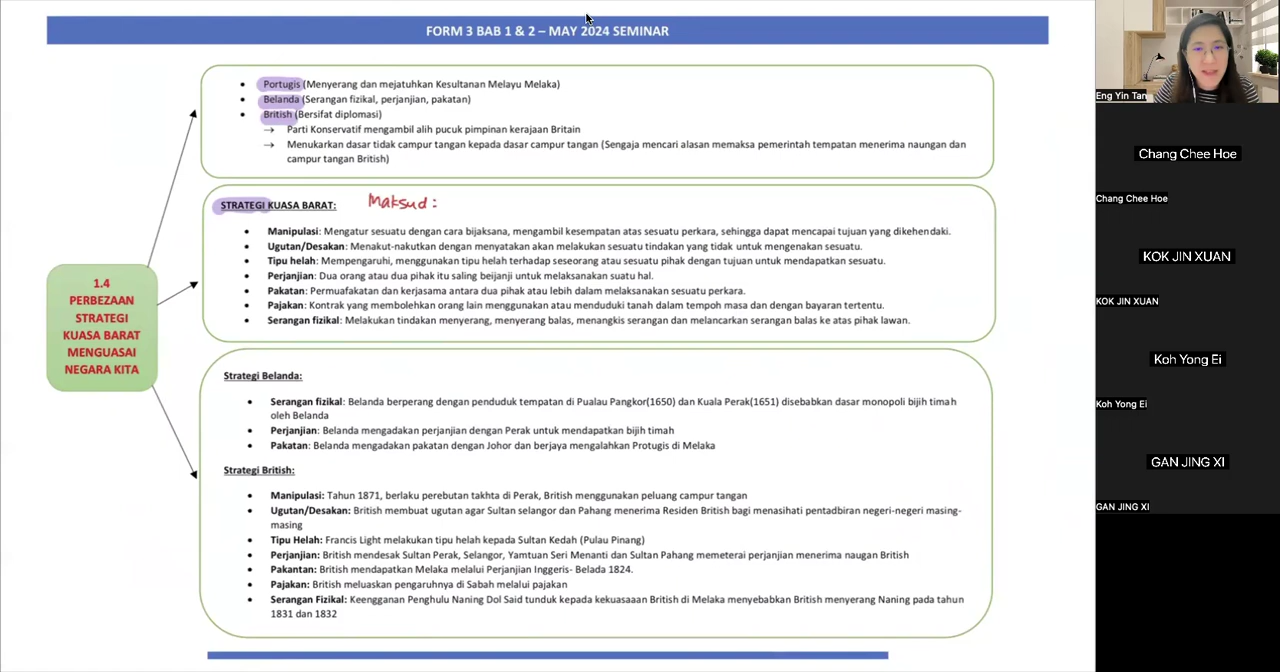 FORM 3 BAB 1 & 2 – MAY 2024 SEMINAR
• Portugis (Menyerang dan mejatuhkan Kesultanan Melayu Melaka)
• Belanda (Serangan fizikal, perjanjian, pakatan)
• British (Bersifat diplomasi)
→ Parti Konservatif mengambil alih pucuk pimpinan kerajaan Britain
→ Menukarkan dasar tidak campur tangan kepada dasar campur tangan (Sengaja mencari alasan memaksa pemerintah tempatan menerima naungan dan
campur tangan British)
STRATEGI KUASA BARAT: Maksud :
• Manipulasi: Mengatur sesuatu dengan cara bijaksana, mengambil kesempatan atas sesuatu perkara, sehingga dapat mencapai tujuan yang dikehendaki.
• Ugutan/Desakan: Menakut-nakutkan dengan menyatakan akan melakukan sesuatu tindakan yang tidak untuk mengenakan sesuatu.
• Tipu helah: Mempengaruhi, menggunakan tipu helah terhadap seseorang atau sesuatu pihak dengan tujuan untuk mendapatkan sesuatu.
• Perjanjian: Dua orang atau dua pihak itu saling beijanji untuk melaksanakan suatu hal.
• Pakatan: Permuafakatan dan kerjasama antara dua pihak atau lebih dalam melaksanakan sesuatu perkara.
• Pajakan: Kontrak yang membolehkan orang lain menggunakan atau menduduki tanah dalam tempoh masa dan dengan bayaran tertentu.
• Serangan fizikal: Melakukan tindakan menyerang, menyerang balas, menangkis serangan dan melancarkan serangan balas ke atas pihak lawan.
1.4
PERBEZAAN
STRATEGI
KUASA BARAT
MENGUASAI
NEGARA KITA
Strategi Belanda:
• Serangan fizikal: Belanda berperang dengan penduduk tempatan di Pualau Pangkor(1650) dan Kuala Perak(1651) disebabkan dasar monopoli bijih timah
oleh Belanda
• Perjanjian: Belanda mengadakan perjanjian dengan Perak untuk mendapatkan bijih timah
• Pakatan: Belanda mengadakan pakatan dengan Johor dan berjaya mengalahkan Protugis di Melaka
Strategi British:
• Manipulasi: Tahun 1871, berlaku perebutan takhta di Perak, British menggunakan peluang campur tangan
• Ugutan/Desakan: British membuat ugutan agar Sultan selangor dan Pahang menerima Residen British bagi menasihati pentadbiran negeri-negeri masing-
masing
• Tipu Helah: Francis Light melakukan tipu helah kepada Sultan Kedah (Pulau Pinang)
• Perjanjian: British mendesak Sultan Perak, Selangor, Yamtuan Seri Menanti dan Sultan Pahang memeterai perjanjian menerima naugan British
• Pakantan: British mendapatkan Melaka melalui Perjanjian Inggeris- Belada 1824.
• Pajakan: British meluaskan pengaruhnya di Sabah melalui pajakan
• Serangan Fizikal: Keengganan Penghulu Naning Dol Said tunduk kepada kekuasaaan British di Melaka menyebabkan British menyerang Naning pada tahun
1831 dan 1832
Eng Yin Tan
Chang Chee Hoe
Chang Chee Hoe
KOK JIN XUAN
KOK JIN XUAN
Koh Yong Ei
Koh Yong Ei
GAN JING XI
GAN JING XI